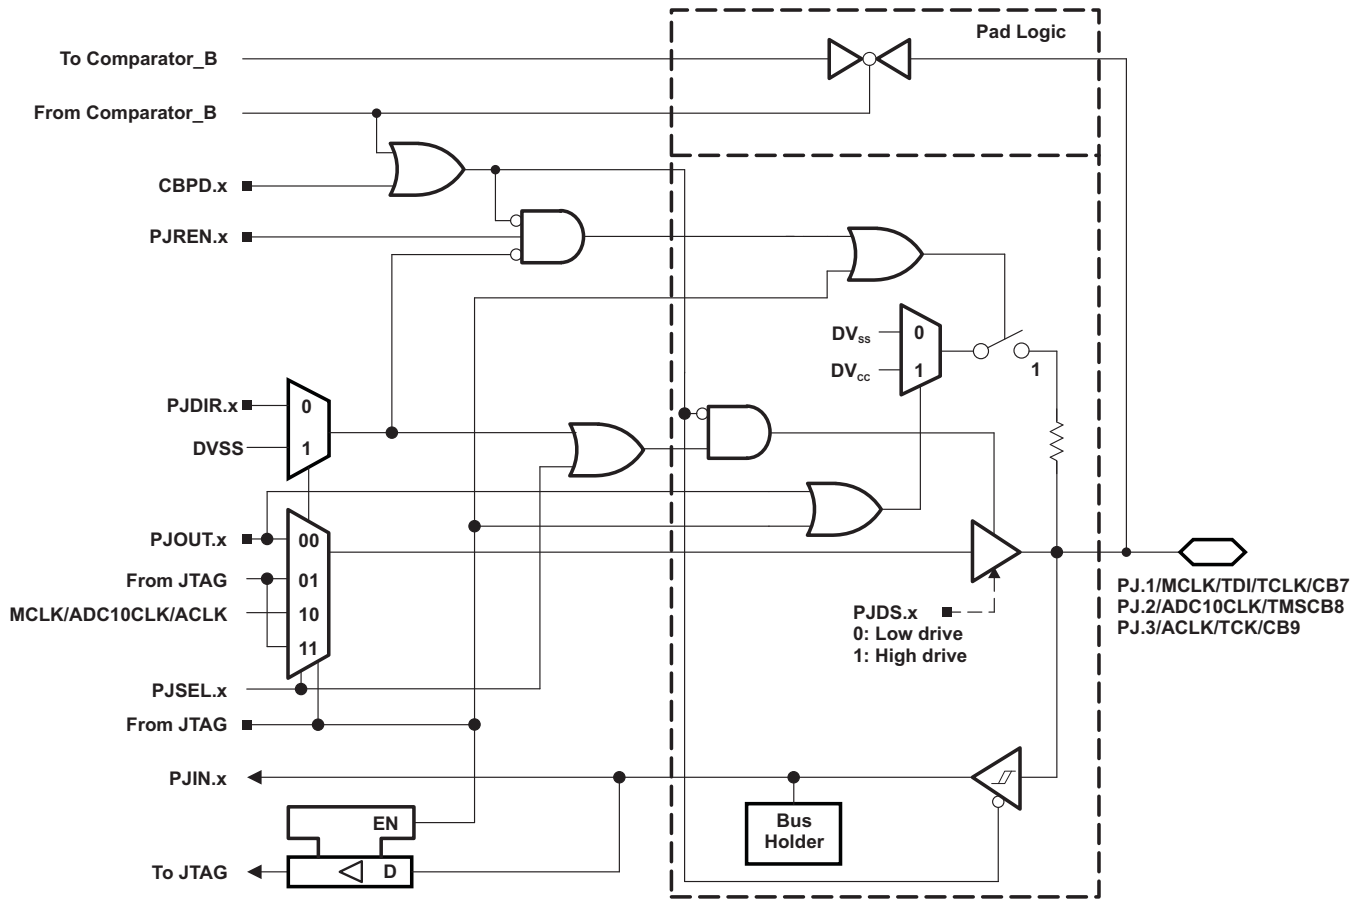 Pad Logic
To Comparator_B
From Comparator_B
CBPD.x
PJREN.x
DVss
0
DVcc
1
1
PJDIR.x
0
DVSS
1
PJOUT.x
00
From JTAG
01
MCLK/ADC10CLK/ACLK
10
11
PJDS.x
0: Low drive
1: High drive
PJ.1/MCLK/TDI/TCLK/CB7
PJ.2/ADC10CLK/TMSCB8
PJ.3/ACLK/TCK/CB9
PJSEL.x
From JTAG
PJIN.x
Bus
Holder
EN
To JTAG
D